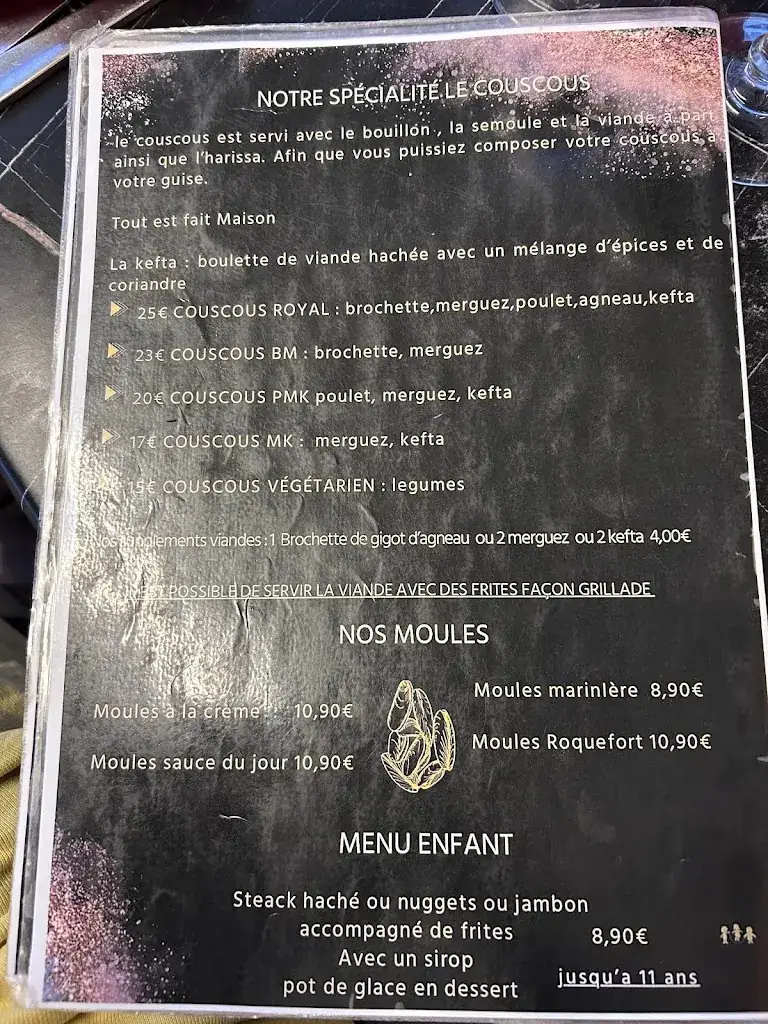 NOTRE SPÉCIALITÉ LE COUSCOUS
le couscous est servi avec le bouillon , la semoule et la viande à part
ainsi que l'harissa. Afin que vous puissiez composer votre couscous à
votre guise.
Tout est fait Maison
La kefta : boulette de viande hachée avec un mélange d'épices et de
coriandre
25€ COUSCOUS ROYAL : brochette,merguez,poulet,agneau,kefta
23€ COUSCOUS BM : brochette, merguez
20€ COUSCOUS PMK poulet, merguez, kefta
17€ COUSCOUS MK : merguez, kefta
15€ COUSCOUS VÉGÉTARIEN : legumes
Nos suppléments viandes : 1 Brochette de gigot d'agneau ou 2 merguez ou 2 kefta 4,00€
EST POSSIBLE DE SERVIR LA VIANDE AVEC DES FRITES FAÇON GRILLADE
NOS MOULES
Moules à la crème : 10,90€
Moules marinière 8,90€
Moules sauce du jour 10,90€
Moules Roquefort 10,90€
MENU ENFANT
Steack haché ou nuggets ou jambon
accompagné de frites
8,90€
Avec un sirop
pot de glace en dessert
jusqu'a 11 ans